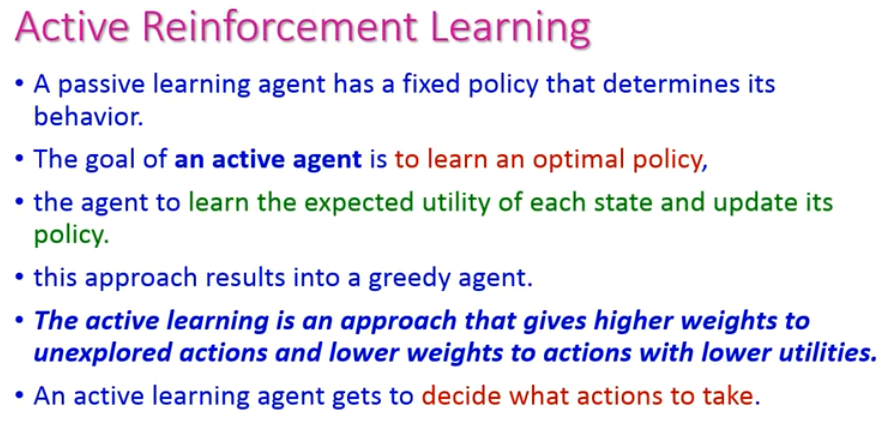 Active Reinforcement Learning
• A passive learning agent has a fixed policy that determines its
behavior.
• The goal of an active agent is to learn an optimal policy,
• the agent to learn the expected utility of each state and update its
policy.
• this approach results into a greedy agent.
• The active learning is an approach that gives higher weights to
unexplored actions and lower weights to actions with lower utilities.
• An active learning agent gets to decide what actions to take.